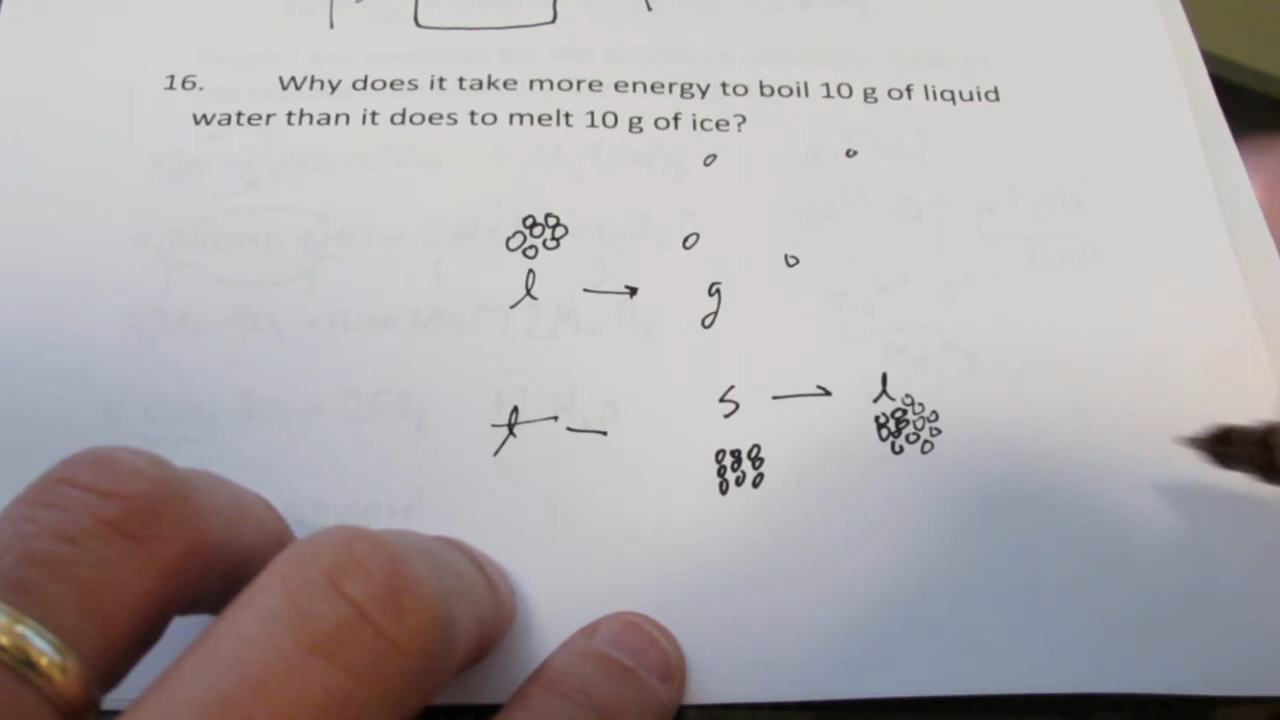 16. Why does it take more energy to boil 10 g of liquid
water than it does to melt 10 g of ice?
l → g
s → l